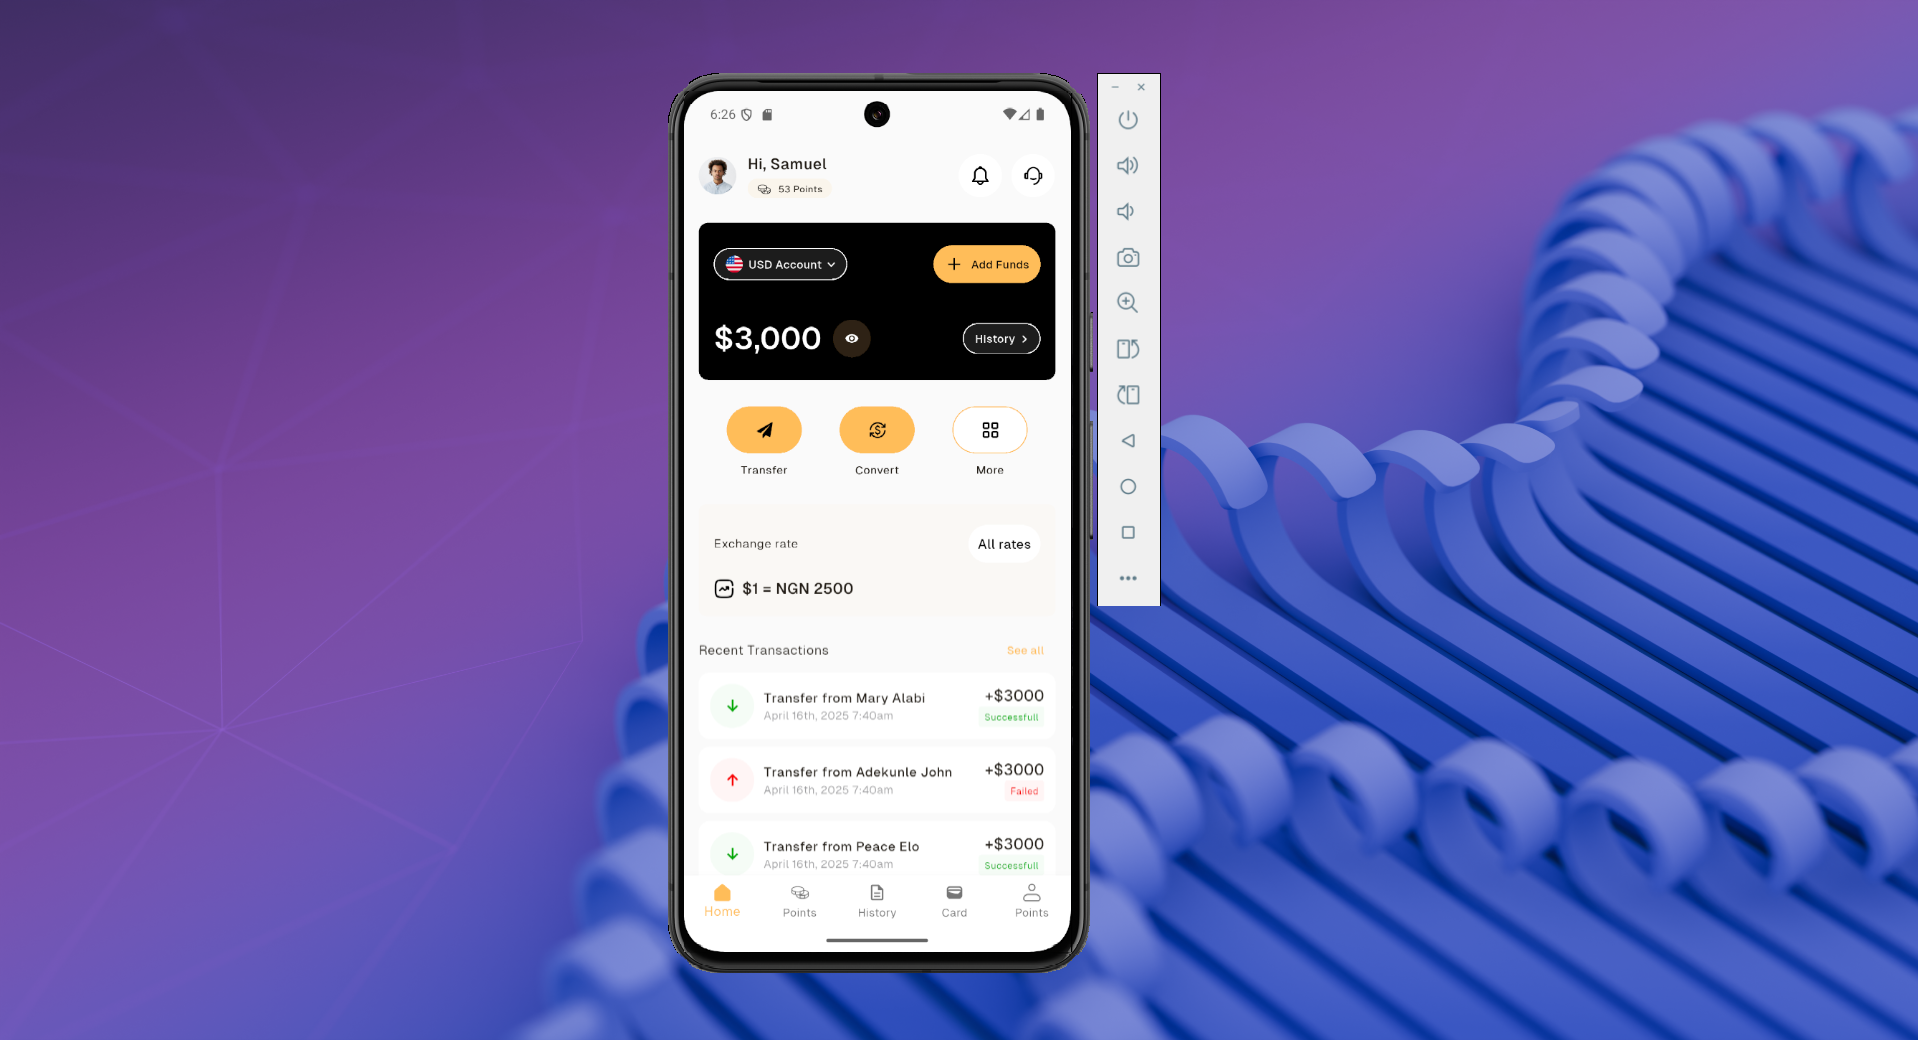 6:26
Hi, Samuel
53 Points
USD Account
Add Funds
$3,000
History
Transfer
Convert
More
Exchange rate
All rates
$1 = NGN 2500
Recent Transactions
See all
Transfer from Mary Alabi
+$3000
April 16th, 2025 7:40am
Successfull
Transfer from Adekunle John
+$3000
April 16th, 2025 7:40am
Failed
Transfer from Peace Elo
+$3000
April 16th, 2025 7:40am
Successfull
Home
Points
History
Card
Points